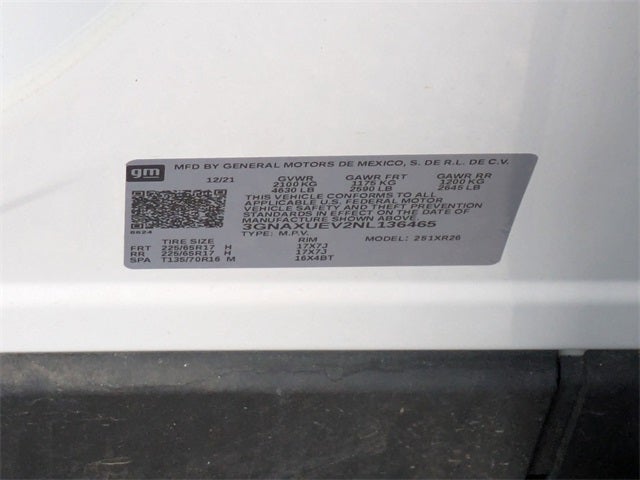 gm MFD BY GENERAL MOTORS DE MEXICO, S. DE R.L. DE C.V.
12/21 GVWR GAWR FRT GAWR RR
2100 KG 1175 KG 1200 KG
4630 LB 2590 LB 2645 LB
THIS VEHICLE CONFORMS TO ALL
APPLICABLE U.S. FEDERAL MOTOR
VEHICLE SAFETY AND THEFT PREVENTION
STANDARDS IN EFFECT ON THE DATE OF
MANUFACTURE SHOWN ABOVE.
3GNAXUEV2NL136465
TYPE: M.P.V. MODEL: 251XR26
TIRE SIZE RIM
FRT 225/65R17 H 17X7J
RR 225/65R17 H 17X7J
SPA T135/70R16 M 16X4BT